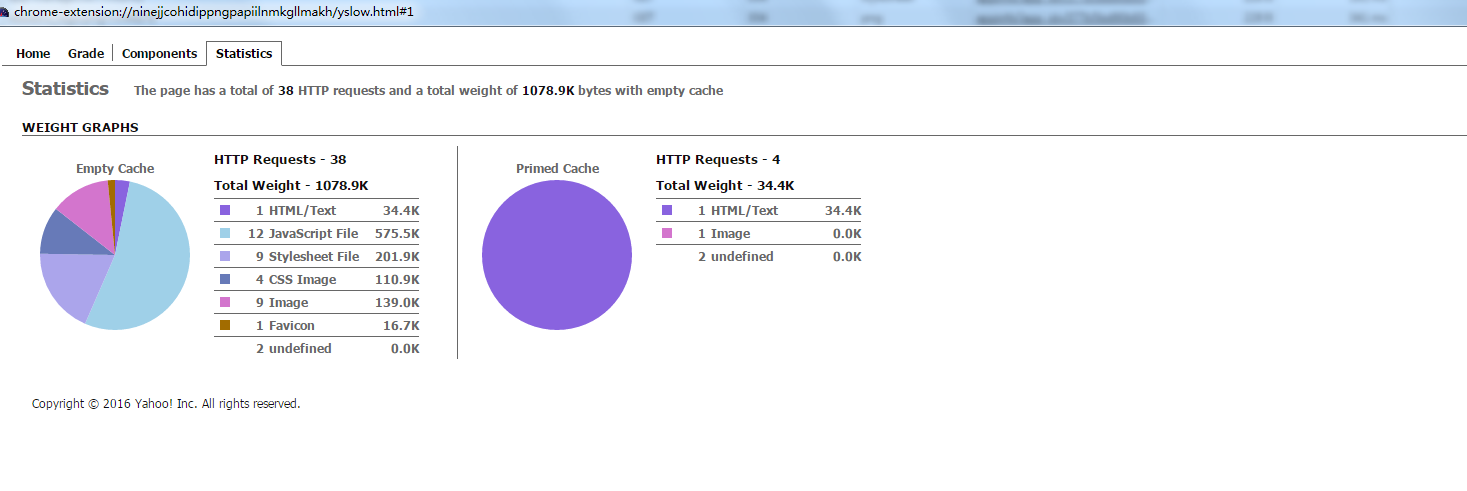 chrome-extension://ninejjcohidippngpapiilnmkgllmakh/yslow.html#1
Home Grade Components Statistics
Statistics The page has a total of 38 HTTP requests and a total weight of 1078.9K bytes with empty cache
WEIGHT GRAPHS
Empty Cache
HTTP Requests - 38
Total Weight - 1078.9K
1 HTML/Text 34.4K
12 JavaScript File 575.5K
9 Stylesheet File 201.9K
4 CSS Image 110.9K
9 Image 139.0K
1 Favicon 16.7K
2 undefined 0.0K
Primed Cache
HTTP Requests - 4
Total Weight - 34.4K
1 HTML/Text 34.4K
1 Image 0.0K
2 undefined 0.0K
Copyright © 2016 Yahoo! Inc. All rights reserved.